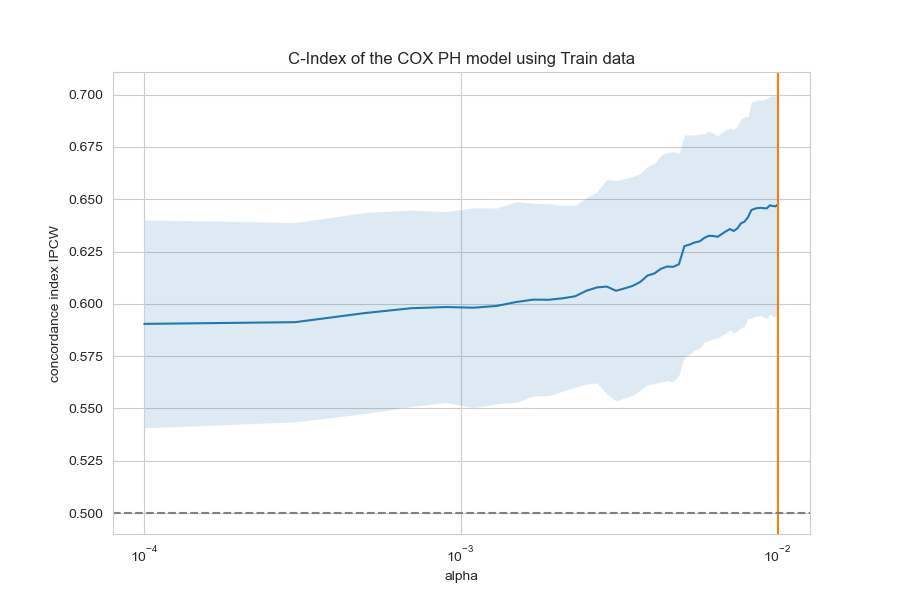 C-Index of the COX PH model using Train data
concordance index IPCW
0.700
0.675
0.650
0.625
0.600
0.575
0.550
0.525
0.500
10⁻⁴ 10⁻³ 10⁻²
alpha